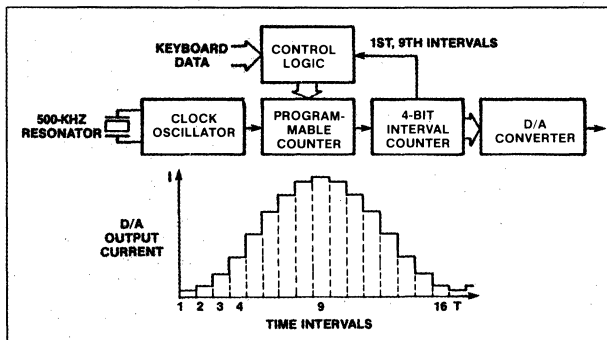 KEYBOARD
DATA
CONTROL
LOGIC
1ST, 9TH INTERVALS
500-KHZ
RESONATOR
CLOCK
OSCILLATOR
PROGRAM-
MABLE
COUNTER
4-BIT
INTERVAL
COUNTER
D/A
CONVERTER
I
D/A
OUTPUT
CURRENT
1 2 3 4 9 16 T
TIME INTERVALS